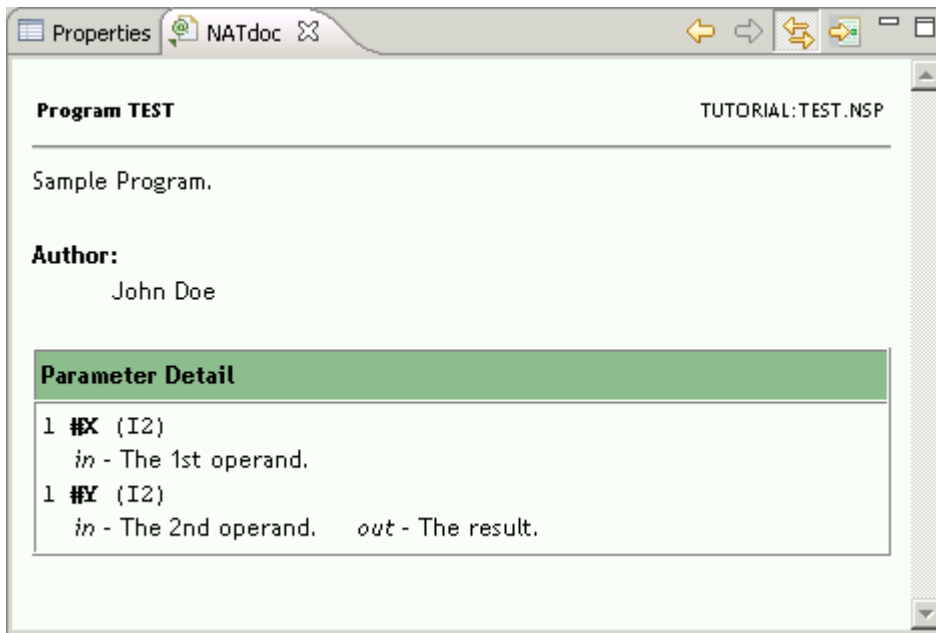 Properties NATdoc
Program TEST TUTORIAL:TEST.NSP
Sample Program.
Author:
John Doe
Parameter Detail
1 #X (I2)
in - The 1st operand.
1 #Y (I2)
in - The 2nd operand. out - The result.